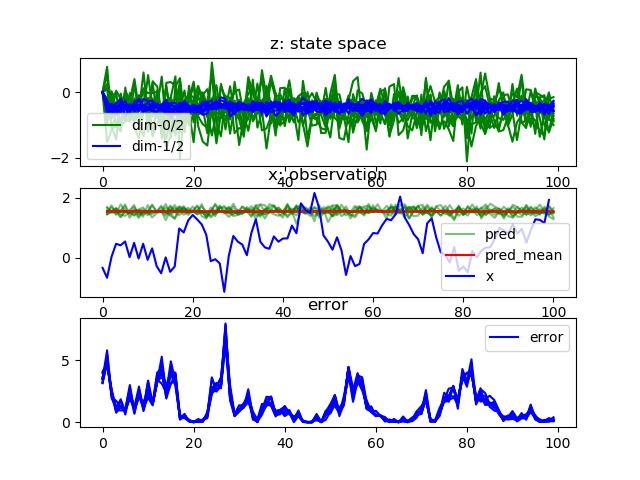 z: state space
0
−2
dim-0/2
dim-1/2
0 20 40 60 80 100
x: observation
2
0
pred
pred_mean
x
0 20 40 60 80 100
error
5
0
error
0 20 40 60 80 100